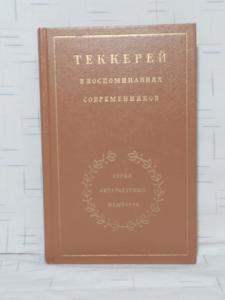 ТЕККЕРЕЙ
В ВОСПОМИНАНИЯХ
СОВРЕМЕННИКОВ
СЕРИЯ
ЛИТЕРАТУРНЫХ
МЕМУАРОВ